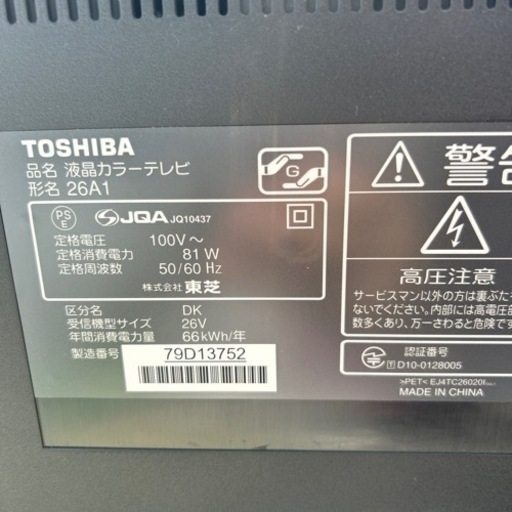 TOSHIBA
品名 液晶カラーテレビ
形名 26A1
G
PS
E
JQA JQ10437
定格電圧 100V～
定格消費電力 81 W
定格周波数 50/60 Hz
株式会社 東芝
区分名 DK
受信機型サイズ 26V
年間消費電力量 66kWh/年
製造番号 79D13752
警告
高圧注意
サービスマン以外の方は裏ぶた
ないでください。内部には高電圧部
数多くあり、万一さわると危険です
認証番号
T D10-0128005
>PET< EJ4TC26020
MADE IN CHINA